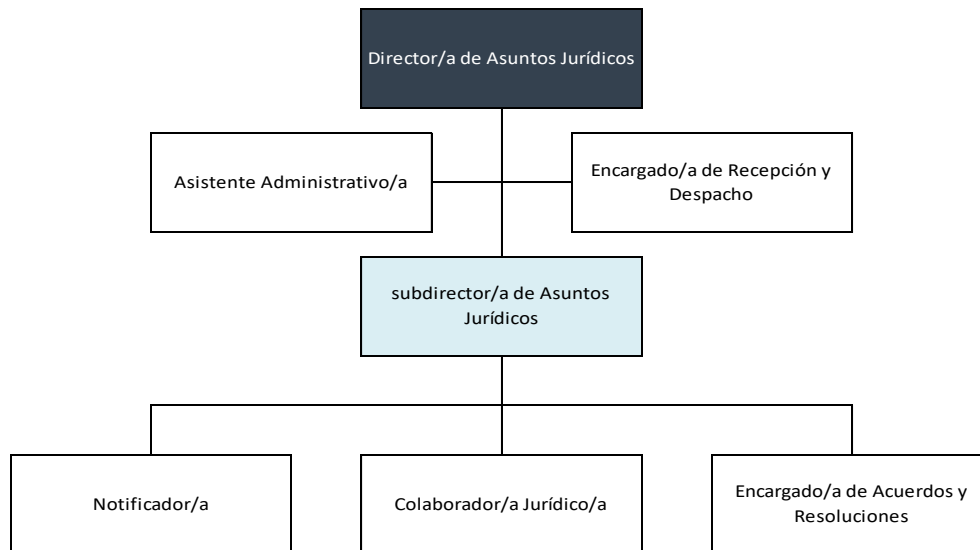 Director/a de Asuntos Jurídicos
Asistente Administrativo/a
Encargado/a de Recepción y
Despacho
subdirector/a de Asuntos
Jurídicos
Notificador/a
Colaborador/a Jurídico/a
Encargado/a de Acuerdos y
Resoluciones